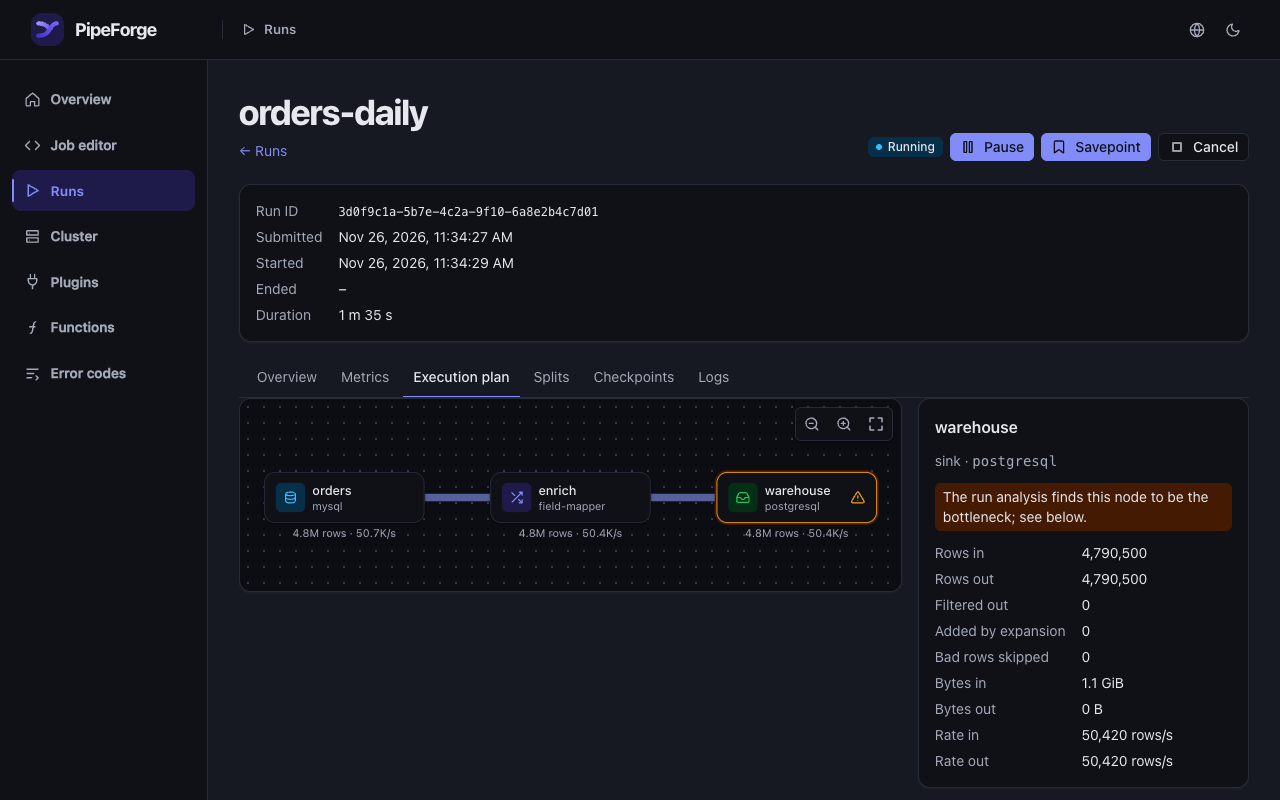 PipeForge
Runs
Overview
Job editor
Runs
Cluster
Plugins
Functions
Error codes
orders-daily
← Runs
Running
Pause
Savepoint
Cancel
Run ID 3d0f9c1a-5b7e-4c2a-9f10-6a8e2b4c7d01
Submitted Nov 26, 2026, 11:34:27 AM
Started Nov 26, 2026, 11:34:29 AM
Ended –
Duration 1 m 35 s
Overview Metrics Execution plan Splits Checkpoints Logs
orders
mysql
4.8M rows · 50.7K/s
enrich
field-mapper
4.8M rows · 50.4K/s
warehouse
postgresql
4.8M rows · 50.4K/s
warehouse
sink · postgresql
The run analysis finds this node to be the
bottleneck; see below.
Rows in 4,790,500
Rows out 4,790,500
Filtered out 0
Added by expansion 0
Bad rows skipped 0
Bytes in 1.1 GiB
Bytes out 0 B
Rate in 50,420 rows/s
Rate out 50,420 rows/s